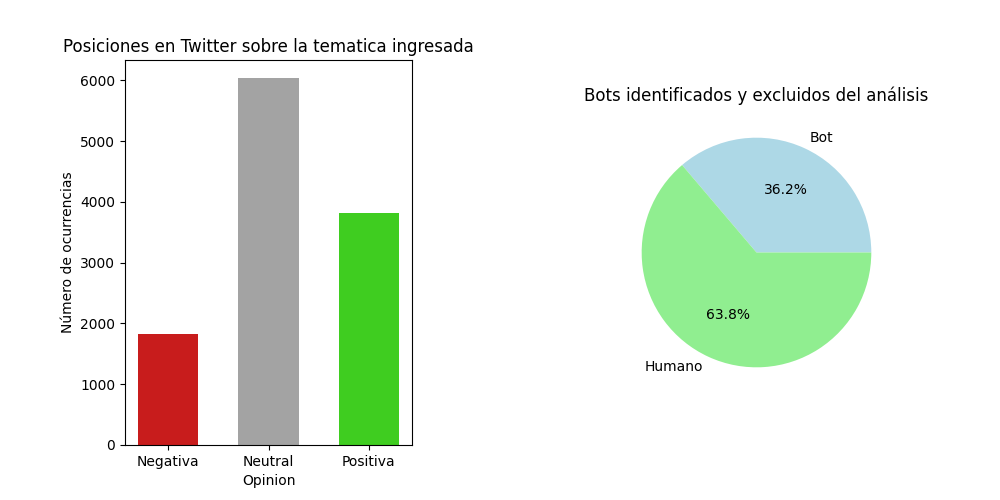 Posiciones en Twitter sobre la tematica ingresada
Número de ocurrencias
6000
5000
4000
3000
2000
1000
0
Negativa
Neutral
Positiva
Opinion
Bots identificados y excluidos del análisis
Bot
36.2%
63.8%
Humano